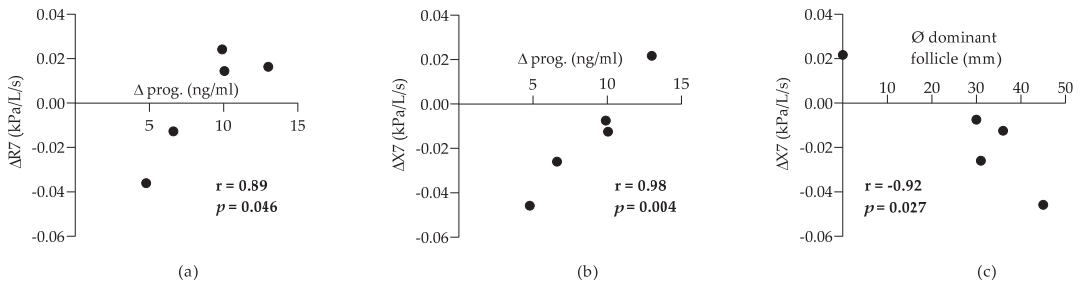 0.04
0.02
0.00
-0.02
-0.04
-0.06
ΔR7 (kPa/L/s)
Δ prog. (ng/ml)
5
10
15
r = 0.89
p = 0.046
(a)
0.04
0.02
0.00
-0.02
-0.04
-0.06
ΔX7 (kPa/L/s)
Δ prog. (ng/ml)
5
10
15
r = 0.98
p = 0.004
(b)
0.04
0.02
0.00
-0.02
-0.04
-0.06
ΔX7 (kPa/L/s)
Ø dominant
follicle (mm)
10
20
30
40
50
r = -0.92
p = 0.027
(c)